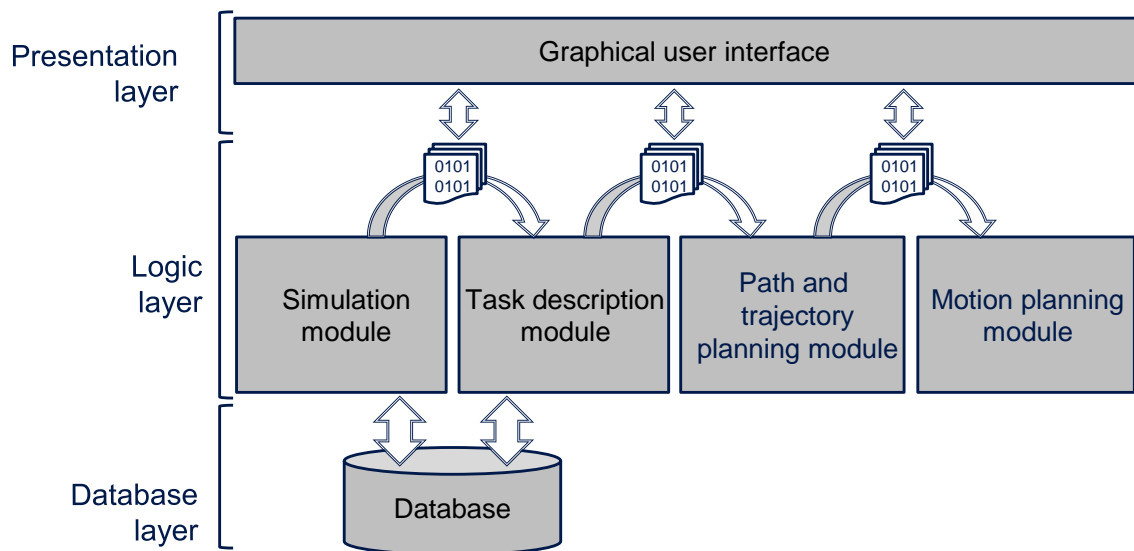 Presentation
layer
Graphical user interface
0101
0101
0101
0101
0101
0101
Logic
layer
Simulation
module
Task description
module
Path and
trajectory
planning module
Motion planning
module
Database
layer
Database